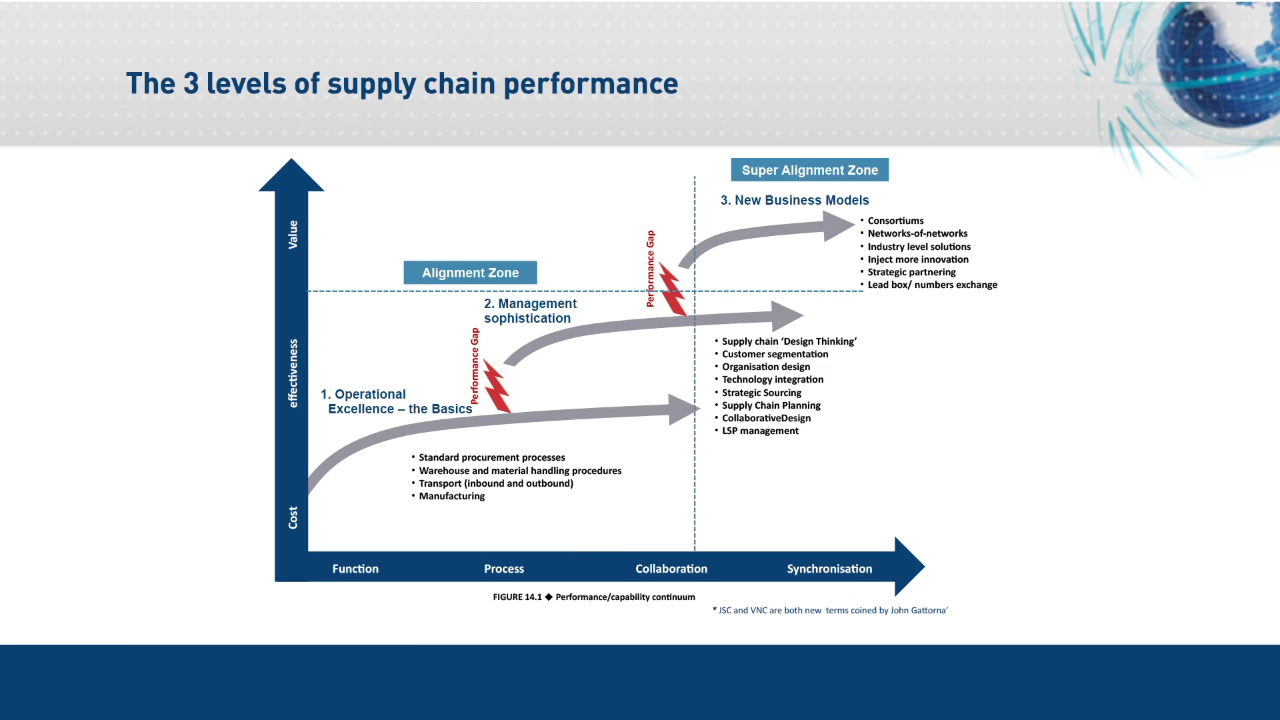 The 3 levels of supply chain performance
Super Alignment Zone
3. New Business Models
• Consortiums
• Networks-of-networks
• Industry level solutions
• Inject more innovation
• Strategic partnering
• Lead box/ numbers exchange
Value
effectiveness
Cost
Performance Gap
Alignment Zone
2. Management
sophistication
• Supply chain ‘Design Thinking’
• Customer segmentation
• Organisation design
• Technology integration
• Strategic Sourcing
• Supply Chain Planning
• CollaborativeDesign
• LSP management
Performance Gap
1. Operational
Excellence – the Basics
• Standard procurement processes
• Warehouse and material handling procedures
• Transport (inbound and outbound)
• Manufacturing
Function Process Collaboration Synchronisation
FIGURE 14.1 ◆ Performance/capability continuum
* JSC and VNC are both new terms coined by John Gattorna’